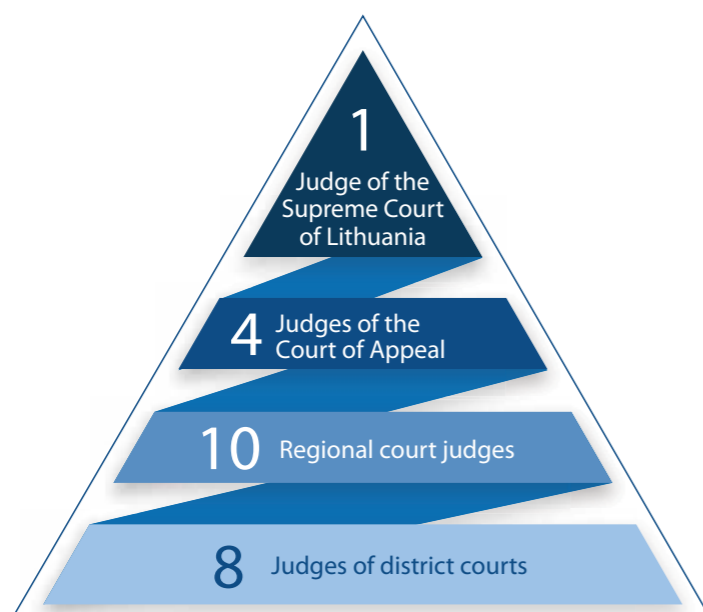 1
Judge of the
Supreme Court
of Lithuania
4
Judges of the
Court of Appeal
10 Regional court judges
8 Judges of district courts